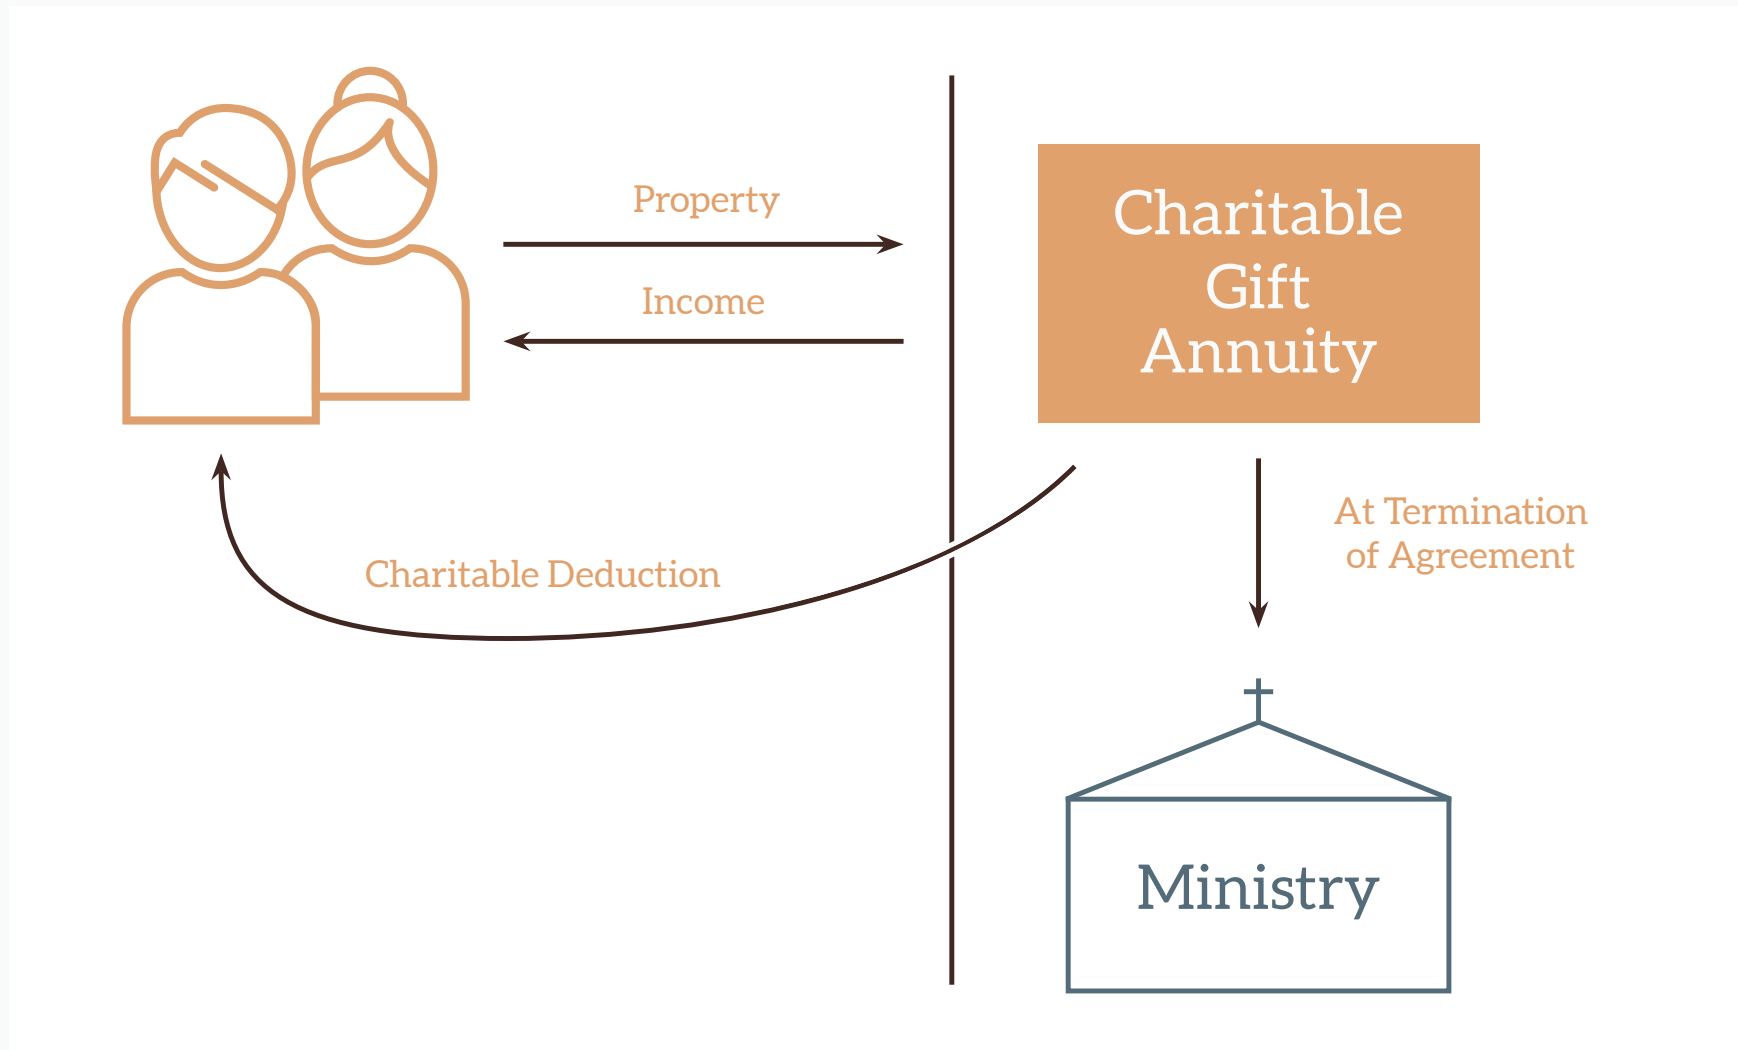 Property
Income
Charitable
Gift
Annuity
Charitable Deduction
At Termination
of Agreement
Ministry